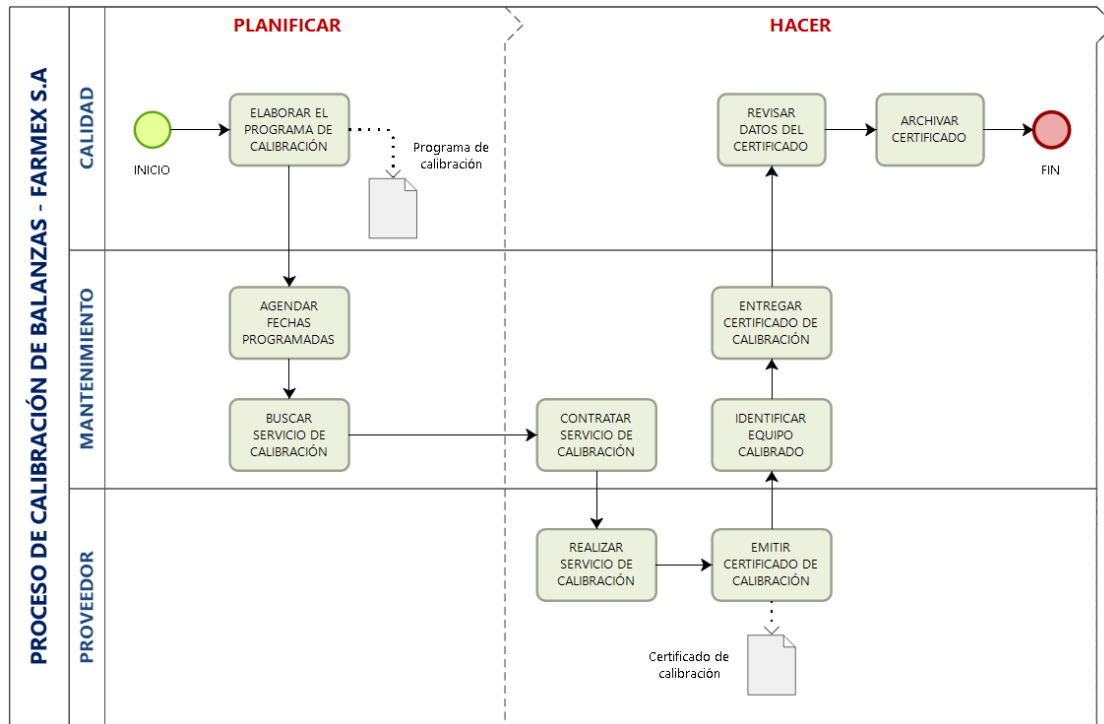 PLANIFICAR
HACER
PROCESO DE CALIBRACIÓN DE BALANZAS - FARMEX S.A
CALIDAD
INICIO
ELABORAR EL
PROGRAMA DE
CALIBRACIÓN
Programa de
calibración
REVISAR
DATOS DEL
CERTIFICADO
ARCHIVAR
CERTIFICADO
FIN
MANTENIMIENTO
AGENDAR
FECHAS
PROGRAMADAS
ENTREGAR
CERTIFICADO DE
CALIBRACIÓN
BUSCAR
SERVICIO DE
CALIBRACIÓN
CONTRATAR
SERVICIO DE
CALIBRACIÓN
IDENTIFICAR
EQUIPO
CALIBRADO
PROVEEDOR
REALIZAR
SERVICIO DE
CALIBRACIÓN
EMITIR
CERTIFICADO DE
CALIBRACIÓN
Certificado de
calibración